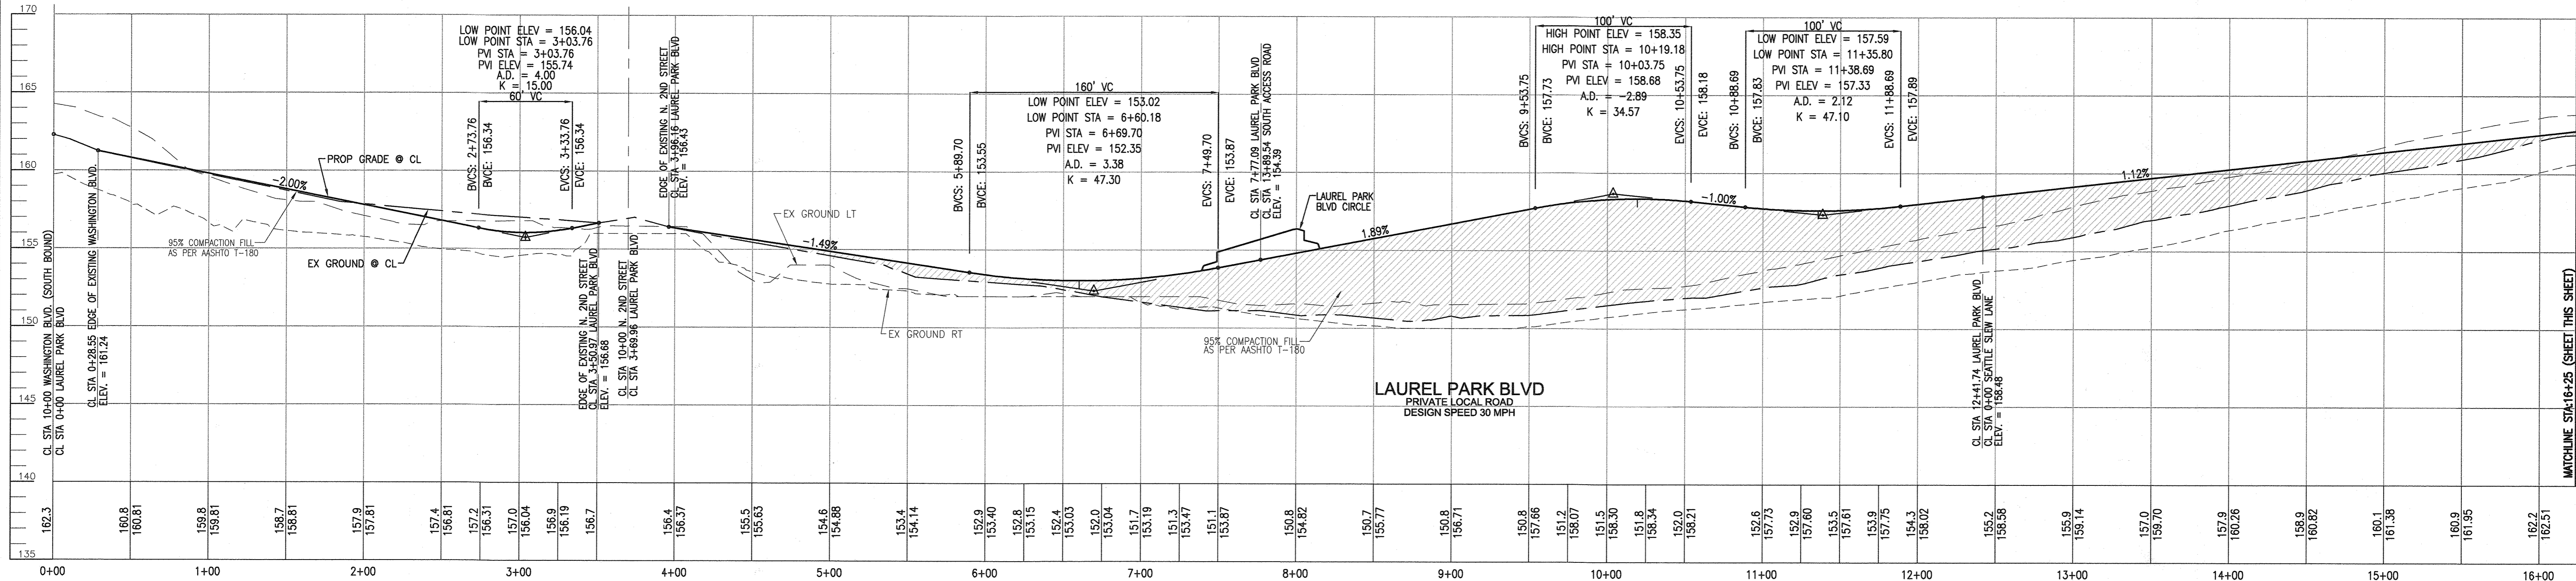 170
165
160
155
150
145
140
135
LOW POINT ELEV = 156.04
LOW POINT STA = 3+03.76
PVI STA = 3+03.76
PVI ELEV = 155.74
A.D. = 4.00
K = 15.00
60' VC
BVCS: 2+73.76
BVCE: 156.34
EVCS: 3+33.76
EVCE: 156.34
EDGE OF EXISTING N. 2ND STREET
CL STA 3+96.16 LAUREL PARK BLVD
ELEV. = 156.43
160' VC
LOW POINT ELEV = 153.02
LOW POINT STA = 6+60.18
PVI STA = 6+69.70
PVI ELEV = 152.35
A.D. = 3.38
K = 47.30
BVCS: 5+89.70
BVCE: 153.55
EVCS: 7+49.70
EVCE: 153.87
CL STA 7+77.09 LAUREL PARK BLVD
CL STA 13+89.54 SOUTH ACCESS ROAD
ELEV = 154.39
LAUREL PARK
BLVD CIRCLE
100' VC
HIGH POINT ELEV = 158.35
HIGH POINT STA = 10+19.18
PVI STA = 10+03.75
PVI ELEV = 158.68
A.D. = -2.89
K = 34.57
BVCS: 9+53.75
BVCE: 157.73
EVCS: 10+53.75
EVCE: 158.18
100' VC
LOW POINT ELEV = 157.59
LOW POINT STA = 11+35.80
PVI STA = 11+38.69
PVI ELEV = 157.33
A.D. = 2.12
K = 47.10
BVCS: 10+88.69
BVCE: 157.83
EVCS: 11+88.69
EVCE: 157.89
PROP GRADE @ CL
-2.00%
95% COMPACTION FILL
AS PER AASHTO T-180
EX GROUND @ CL
EX GROUND LT
-1.49%
EX GROUND RT
1.89%
-1.00%
1.12%
95% COMPACTION FILL
AS PER AASHTO T-180
CL STA 10+00 WASHINGTON BLVD. (SOUTH BOUND)
CL STA 0+00 LAUREL PARK BLVD
CL STA 0+28.55 EDGE OF EXISTING WASHINGTON BLVD.
ELEV. = 161.24
EDGE OF EXISTING N. 2ND STREET
CL STA 3+50.97 LAUREL PARK BLVD
ELEV. = 156.68
CL STA 10+00 N. 2ND STREET
CL STA 3+69.96 LAUREL PARK BLVD
LAUREL PARK BLVD
PRIVATE LOCAL ROAD
DESIGN SPEED 30 MPH
CL STA 12+41.74 LAUREL PARK BLVD
CL STA 0+00 SEATTLE SLEW LANE
ELEV. = 158.48
MATCHLINE STA:16+25 (SHEET THIS SHEET)
162.3
160.8
160.81
159.8
159.81
158.7
158.81
157.9
157.81
157.4
156.81
157.2
156.31
157.0
156.04
156.9
156.19
156.7
156.4
156.37
155.5
155.63
154.6
154.88
153.4
154.14
152.9
153.40
152.8
153.15
152.4
153.03
152.0
153.04
151.7
153.19
151.3
153.47
151.1
153.87
150.8
154.82
150.7
155.77
150.8
156.71
150.8
157.66
151.2
158.07
151.5
158.30
151.8
158.34
152.0
158.21
152.6
157.73
152.9
157.60
153.5
157.61
153.9
157.75
154.3
158.02
155.2
158.58
155.9
159.14
157.0
159.70
157.9
160.26
158.9
160.82
160.1
161.38
160.9
161.95
162.2
162.51
0+00
1+00
2+00
3+00
4+00
5+00
6+00
7+00
8+00
9+00
10+00
11+00
12+00
13+00
14+00
15+00
16+00